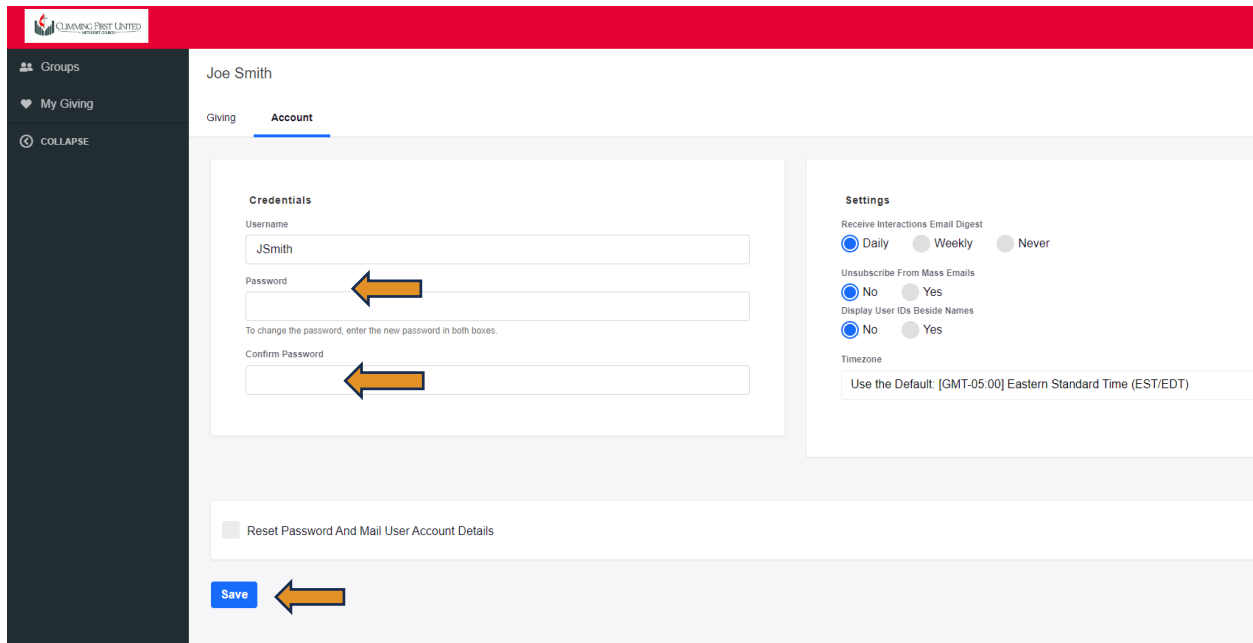 CUMMING FIRST UNITED
METHODIST CHURCH
Groups
My Giving
COLLAPSE
Joe Smith
Giving Account
Credentials
Username
JSmith
Password
To change the password, enter the new password in both boxes.
Confirm Password
Settings
Receive Interactions Email Digest
Daily Weekly Never
Unsubscribe From Mass Emails
No Yes
Display User IDs Beside Names
No Yes
Timezone
Use the Default: [GMT-05:00] Eastern Standard Time (EST/EDT)
Reset Password And Mail User Account Details
Save